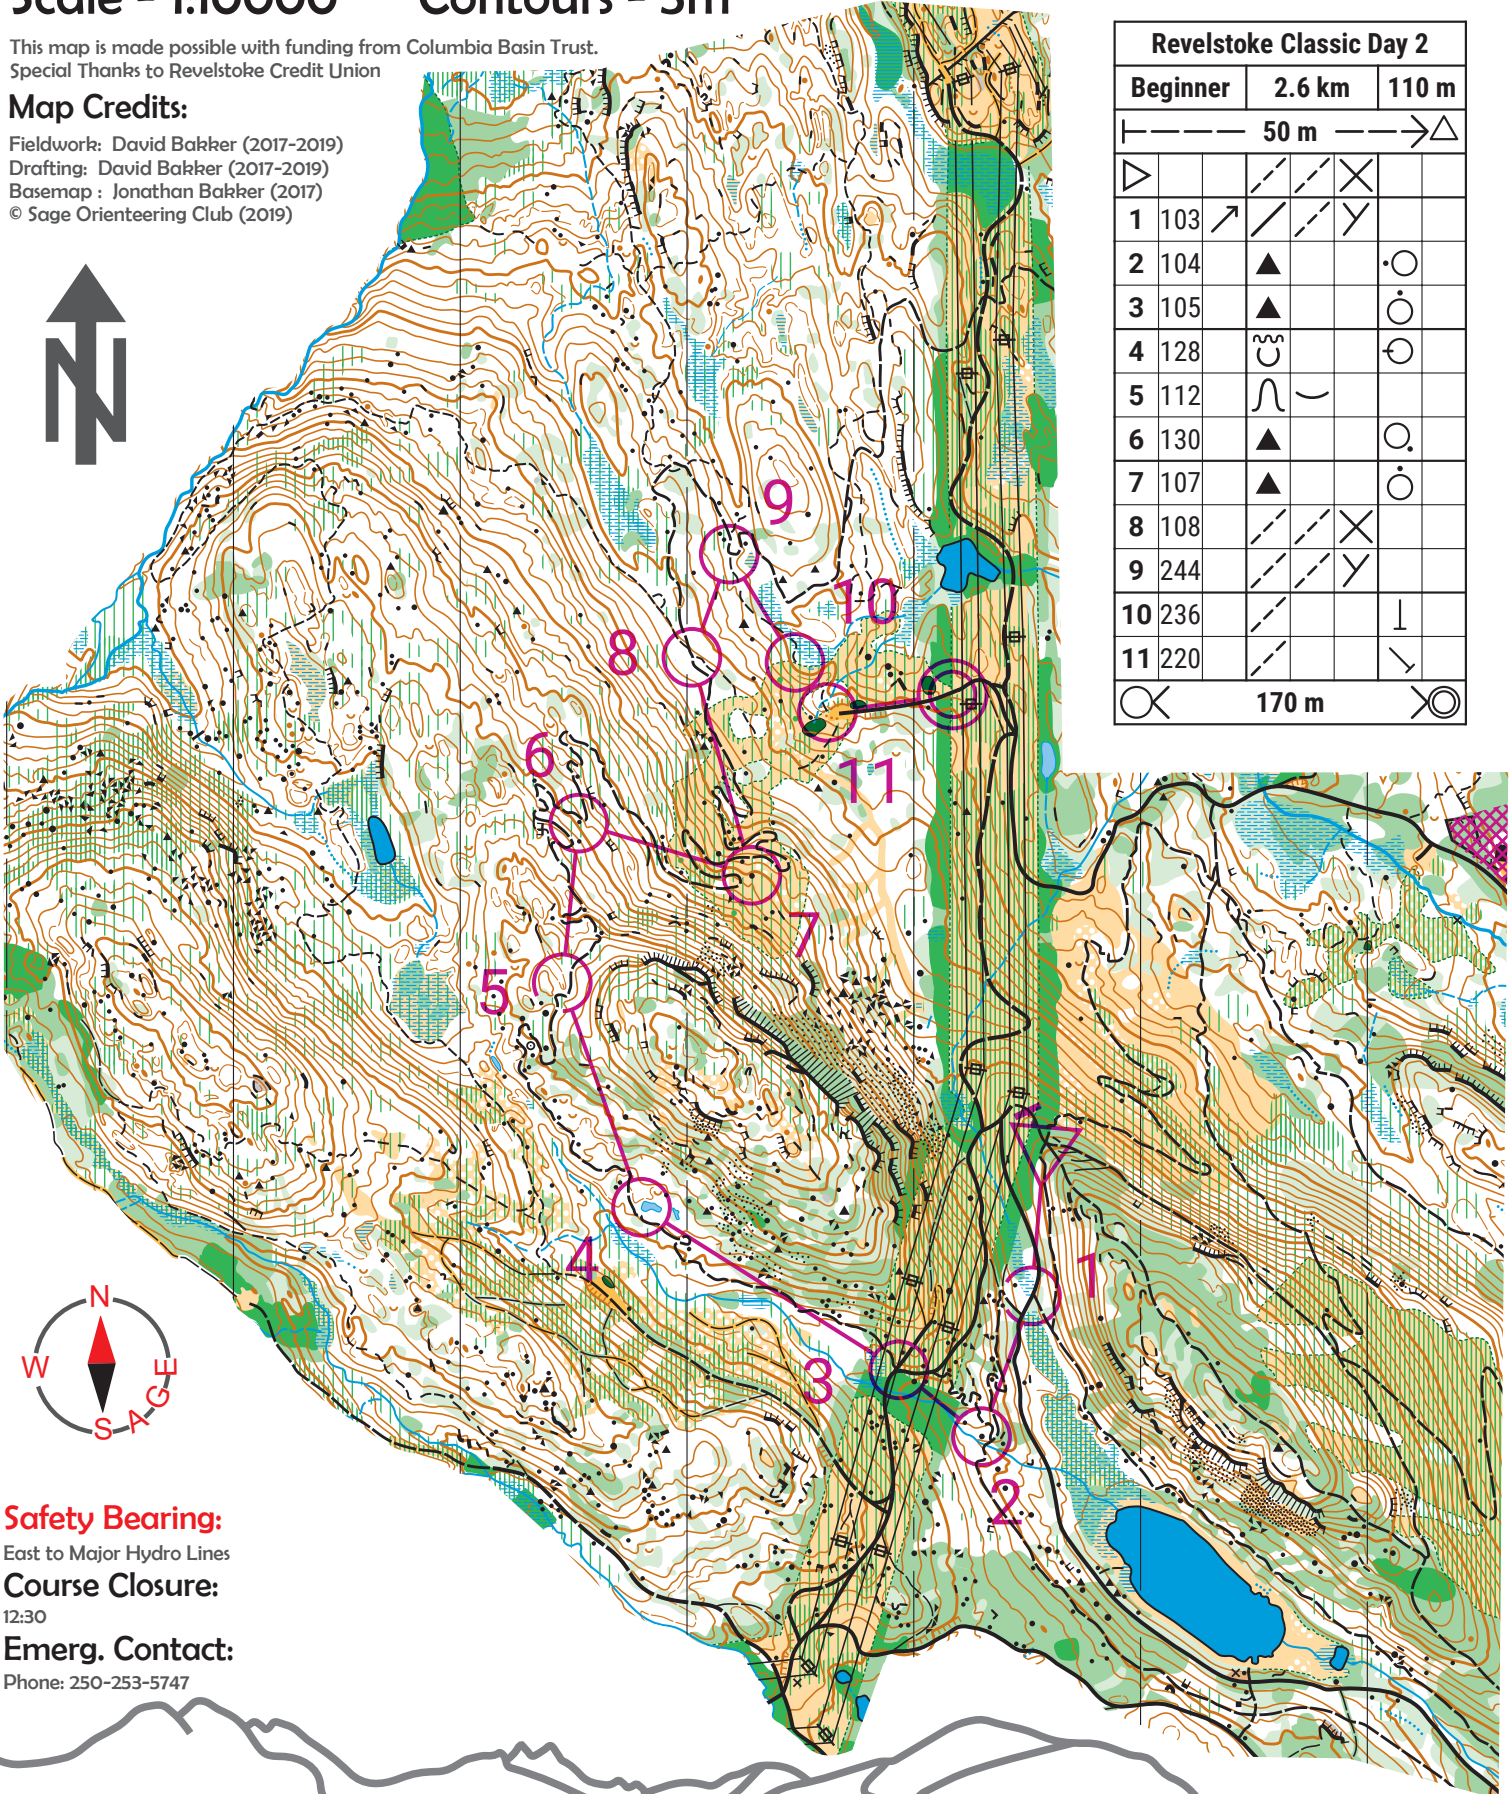 Scale - 1:10000 Contours - 5m
This map is made possible with funding from Columbia Basin Trust.
Special Thanks to Revelstoke Credit Union
Map Credits:
Fieldwork: David Bakker (2017-2019)
Drafting: David Bakker (2017-2019)
Basemap : Jonathan Bakker (2017)
© Sage Orienteering Club (2019)
N
Revelstoke Classic Day 2
Beginner 2.6 km 110 m
50 m
1 103
2 104
3 105
4 128
5 112
6 130
7 107
8 108
9 244
10 236
11 220
170 m
9
10
8
6
11
7
5
1
4
3
2
N
W
S A G E
Safety Bearing:
East to Major Hydro Lines
Course Closure:
12:30
Emerg. Contact:
Phone: 250-253-5747